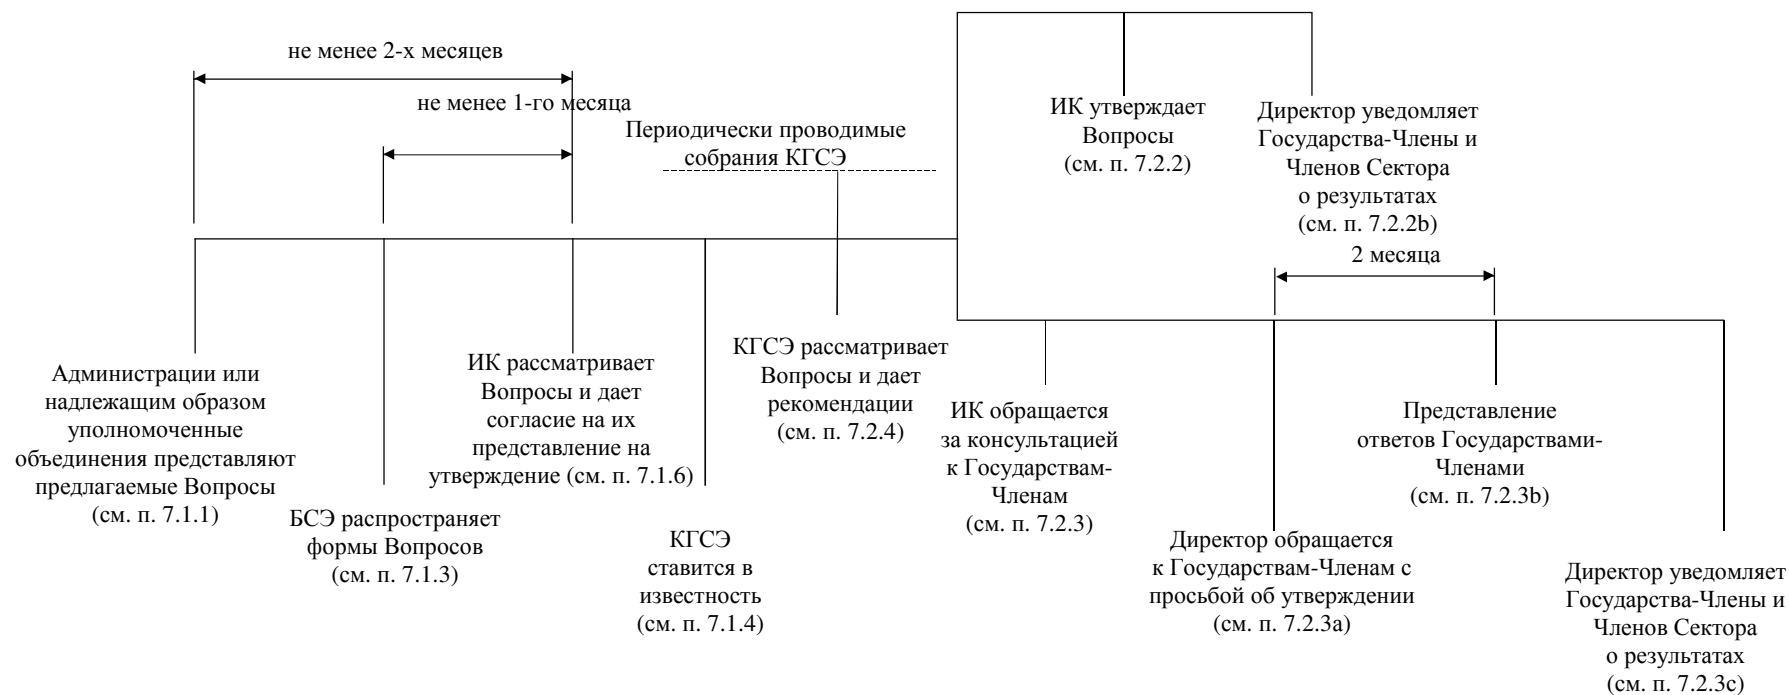 не менее 2-х месяцев
не менее 1-го месяца
Периодически проводимые
собрания КГСЭ
ИК утверждает
Вопросы
(см. п. 7.2.2)
Директор уведомляет
Государства-Члены и
Членов Сектора
о результатах
(см. п. 7.2.2b)
2 месяца
Администрации или
надлежащим образом
уполномоченные
объединения представляют
предлагаемые Вопросы
(см. п. 7.1.1)
БСЭ распространяет
формы Вопросов
(см. п. 7.1.3)
ИК рассматривает
Вопросы и дает
согласие на их
представление на
утверждение (см. п. 7.1.6)
КГСЭ
ставится в
известность
(см. п. 7.1.4)
КГСЭ рассматривает
Вопросы и дает
рекомендации
(см. п. 7.2.4)
ИК обращается
за консультацией
к Государствам-
Членам
(см. п. 7.2.3)
Директор обращается
к Государствам-Членам с
просьбой об утверждении
(см. п. 7.2.3a)
Представление
ответов Государствами-
Членами
(см. п. 7.2.3b)
Директор уведомляет
Государства-Члены и
Членов Сектора
о результатах
(см. п. 7.2.3c)